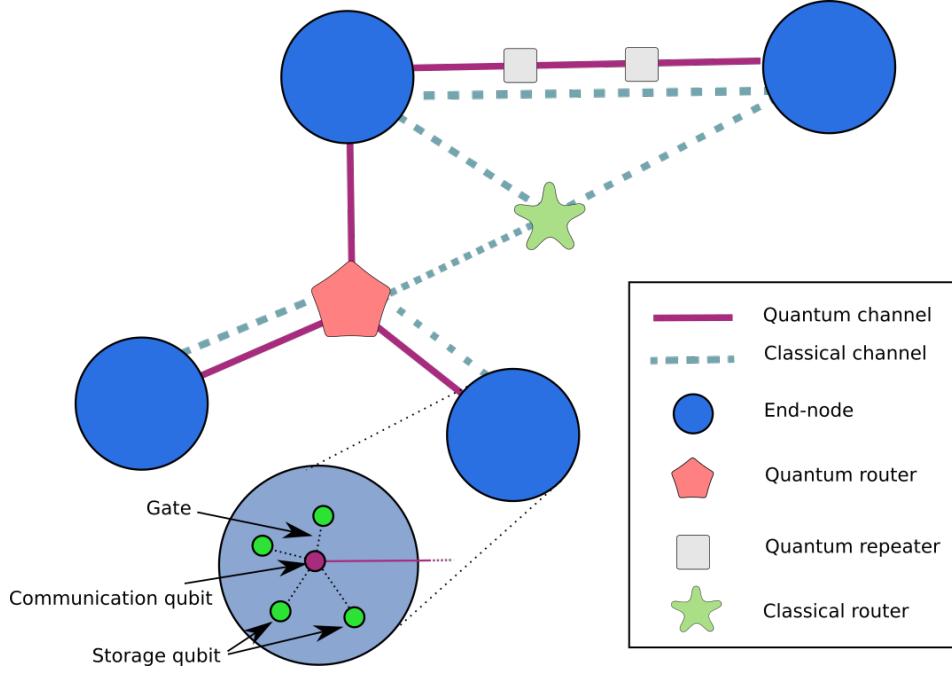 Quantum channel
Classical channel
End-node
Quantum router
Quantum repeater
Classical router
Gate
Communication qubit
Storage qubit